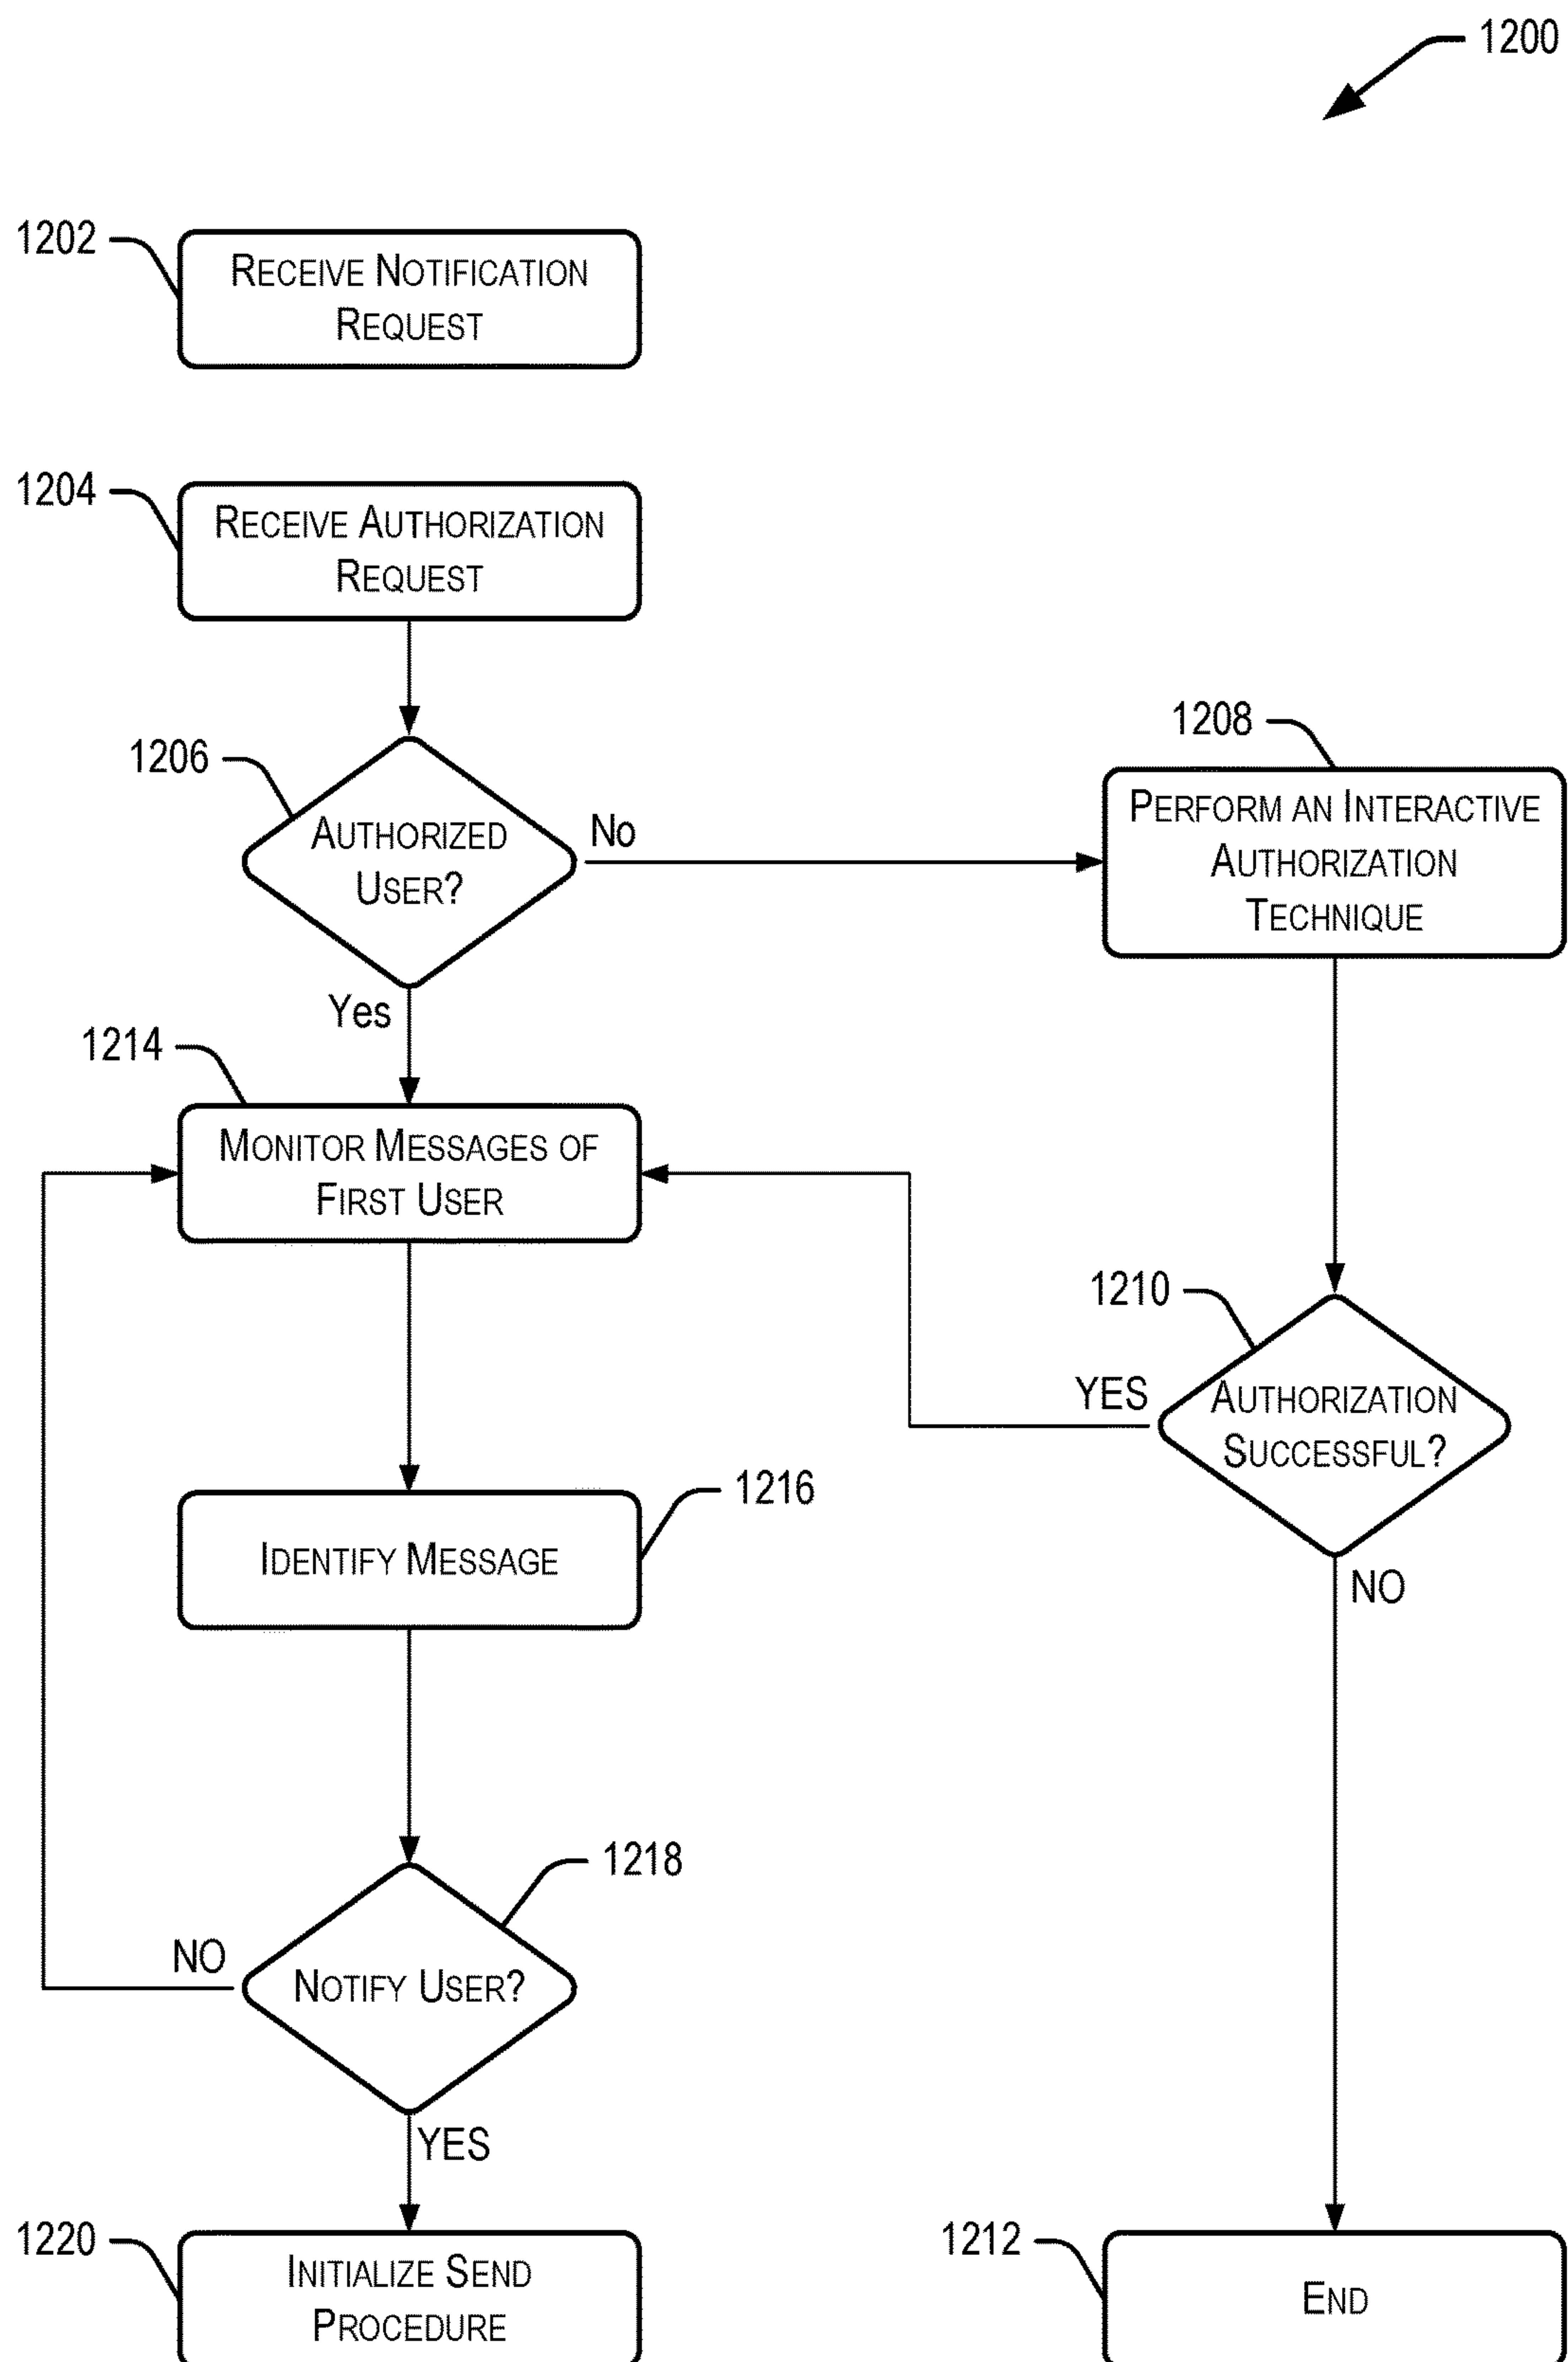 1200
1202
RECEIVE NOTIFICATION
REQUEST
1204
RECEIVE AUTHORIZATION
REQUEST
1206
AUTHORIZED
USER?
No
Yes
1208
PERFORM AN INTERACTIVE
AUTHORIZATION
TECHNIQUE
1214
MONITOR MESSAGES OF
FIRST USER
1210
AUTHORIZATION
SUCCESSFUL?
YES
NO
1216
IDENTIFY MESSAGE
1218
NOTIFY USER?
NO
YES
1220
INITIALIZE SEND
PROCEDURE
1212
END